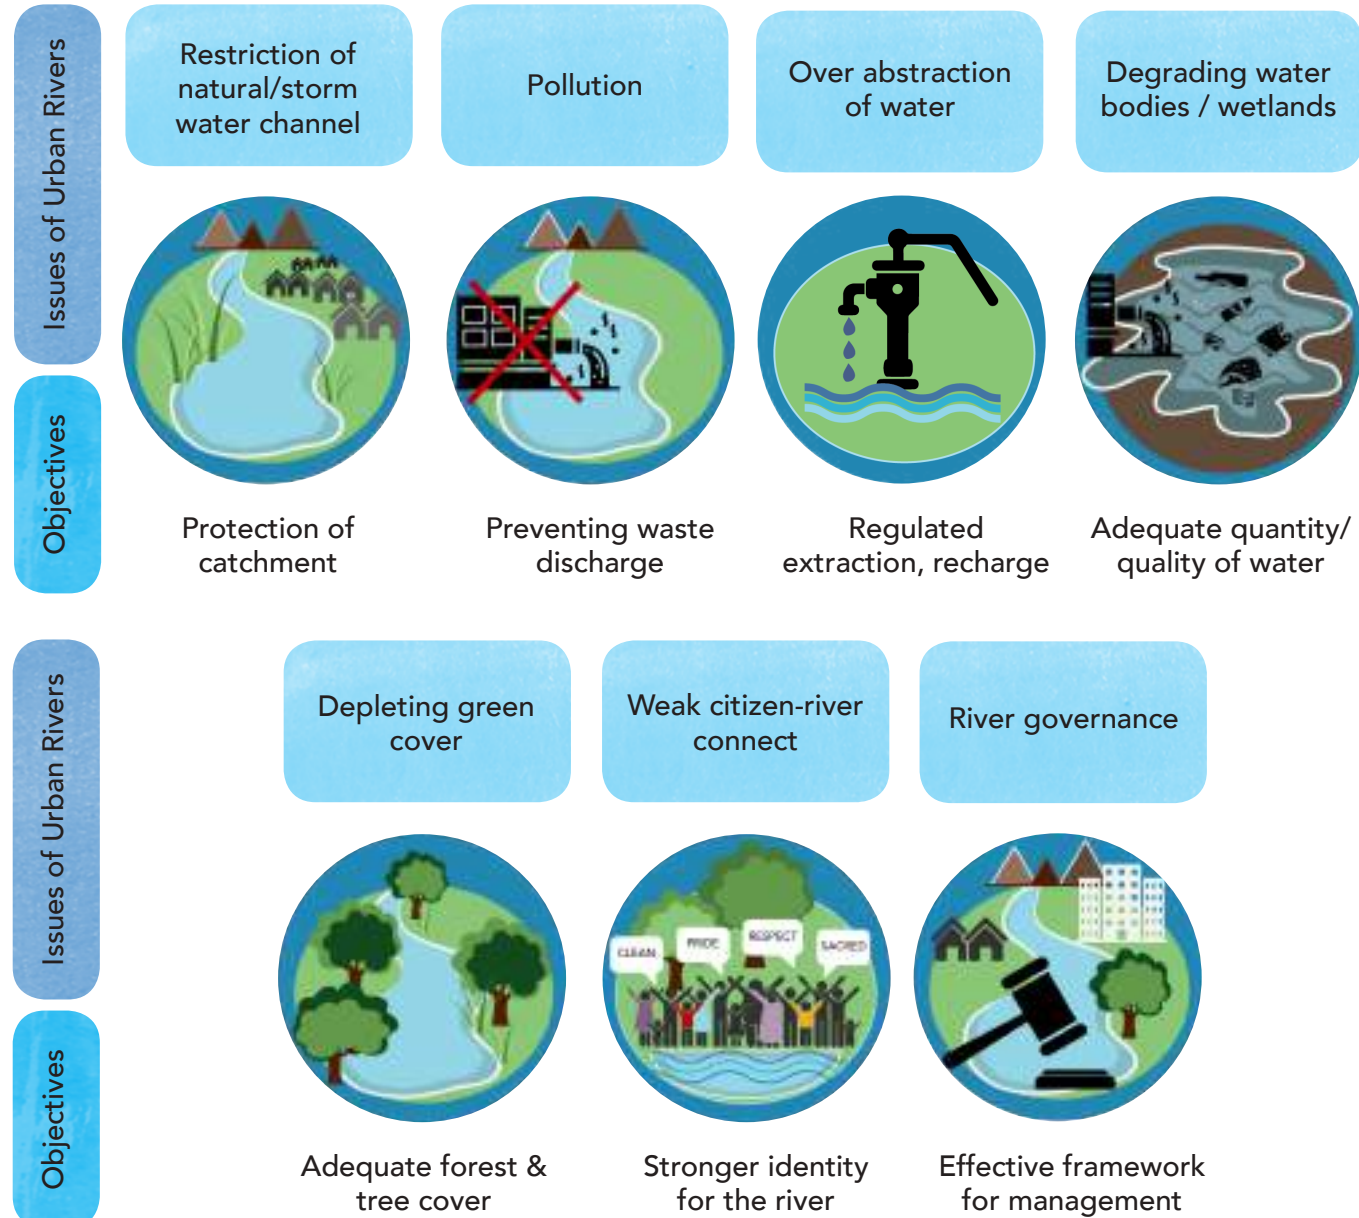 Issues of Urban Rivers
Restriction of
natural/storm
water channel
Pollution
Over abstraction
of water
Degrading water
bodies / wetlands
Objectives
Protection of
catchment
Preventing waste
discharge
Regulated
extraction, recharge
Adequate quantity/
quality of water
Issues of Urban Rivers
Depleting green
cover
Weak citizen-river
connect
River governance
CLEAN
PRIDE
RESPECT
SACRED
Objectives
Adequate forest &
tree cover
Stronger identity
for the river
Effective framework
for management